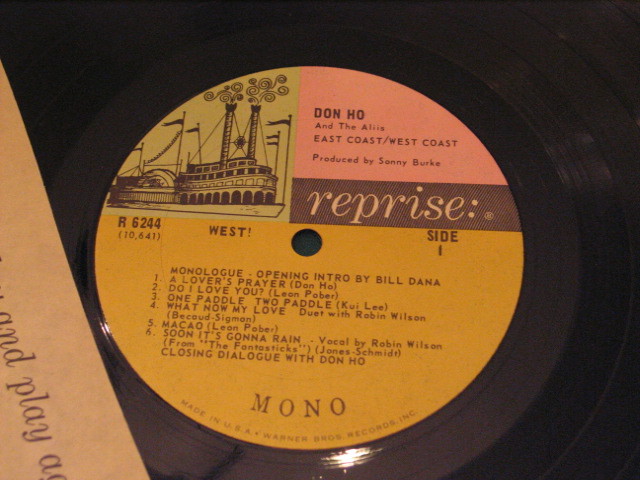 DON HO
And The Aliis
EAST COAST/WEST COAST
Produced by Sonny Burke
reprise:®
R 6244
(10,641)
WEST!
SIDE
1
MONOLOGUE - OPENING INTRO BY BILL DANA
1. A LOVER'S PRAYER (Don Ho)
2. DO I LOVE YOU? (Leon Pober)
3. ONE PADDLE TWO PADDLE (Kui Lee)
4. WHAT NOW MY LOVE Duet with Robin Wilson
(Becaud-Sigman)
5. MACAO (Leon Pober)
6. SOON IT'S GONNA RAIN - Vocal by Robin Wilson
(From "The Fantasticks") (Jones-Schmidt)
CLOSING DIALOGUE WITH DON HO
MONO
MADE IN U.S.A. • WARNER BROS. RECORDS, INC.
play